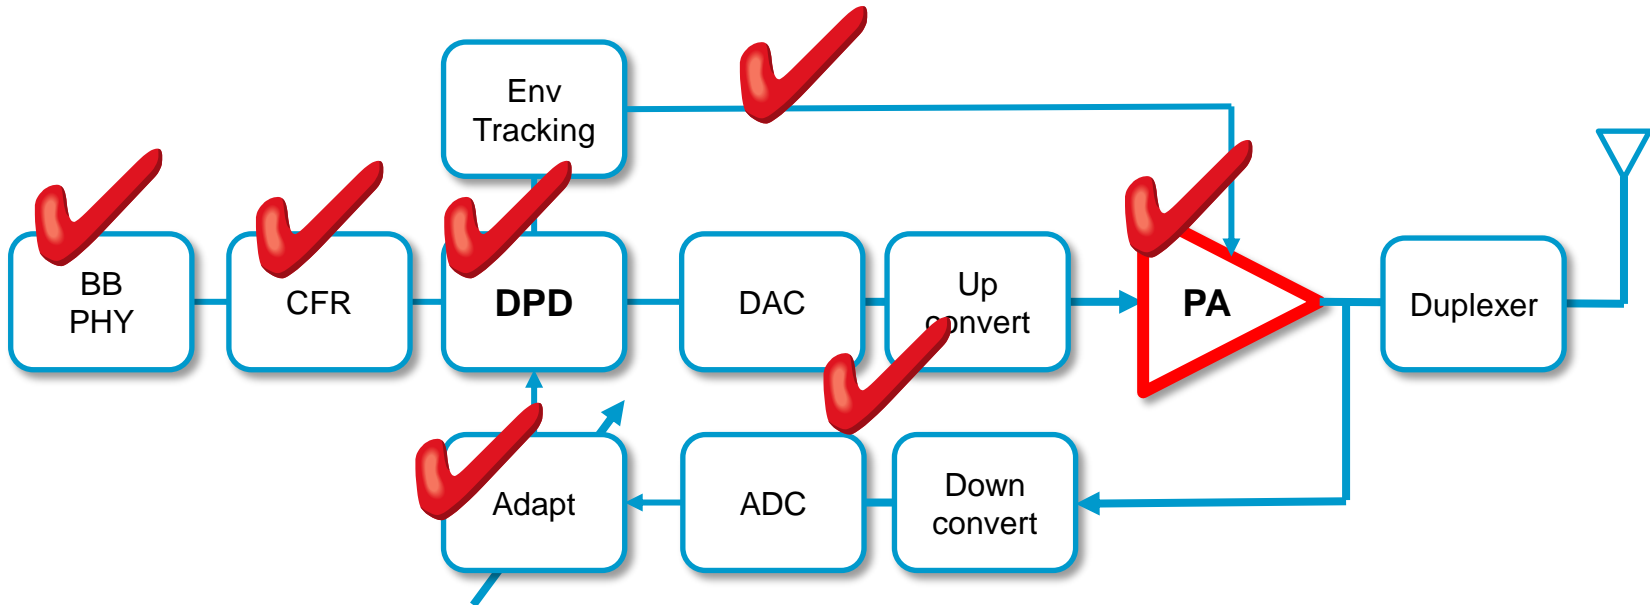 Env
Tracking
BB
PHY
CFR
DPD
DAC
Up
convert
PA
Duplexer
Adapt
ADC
Down
convert